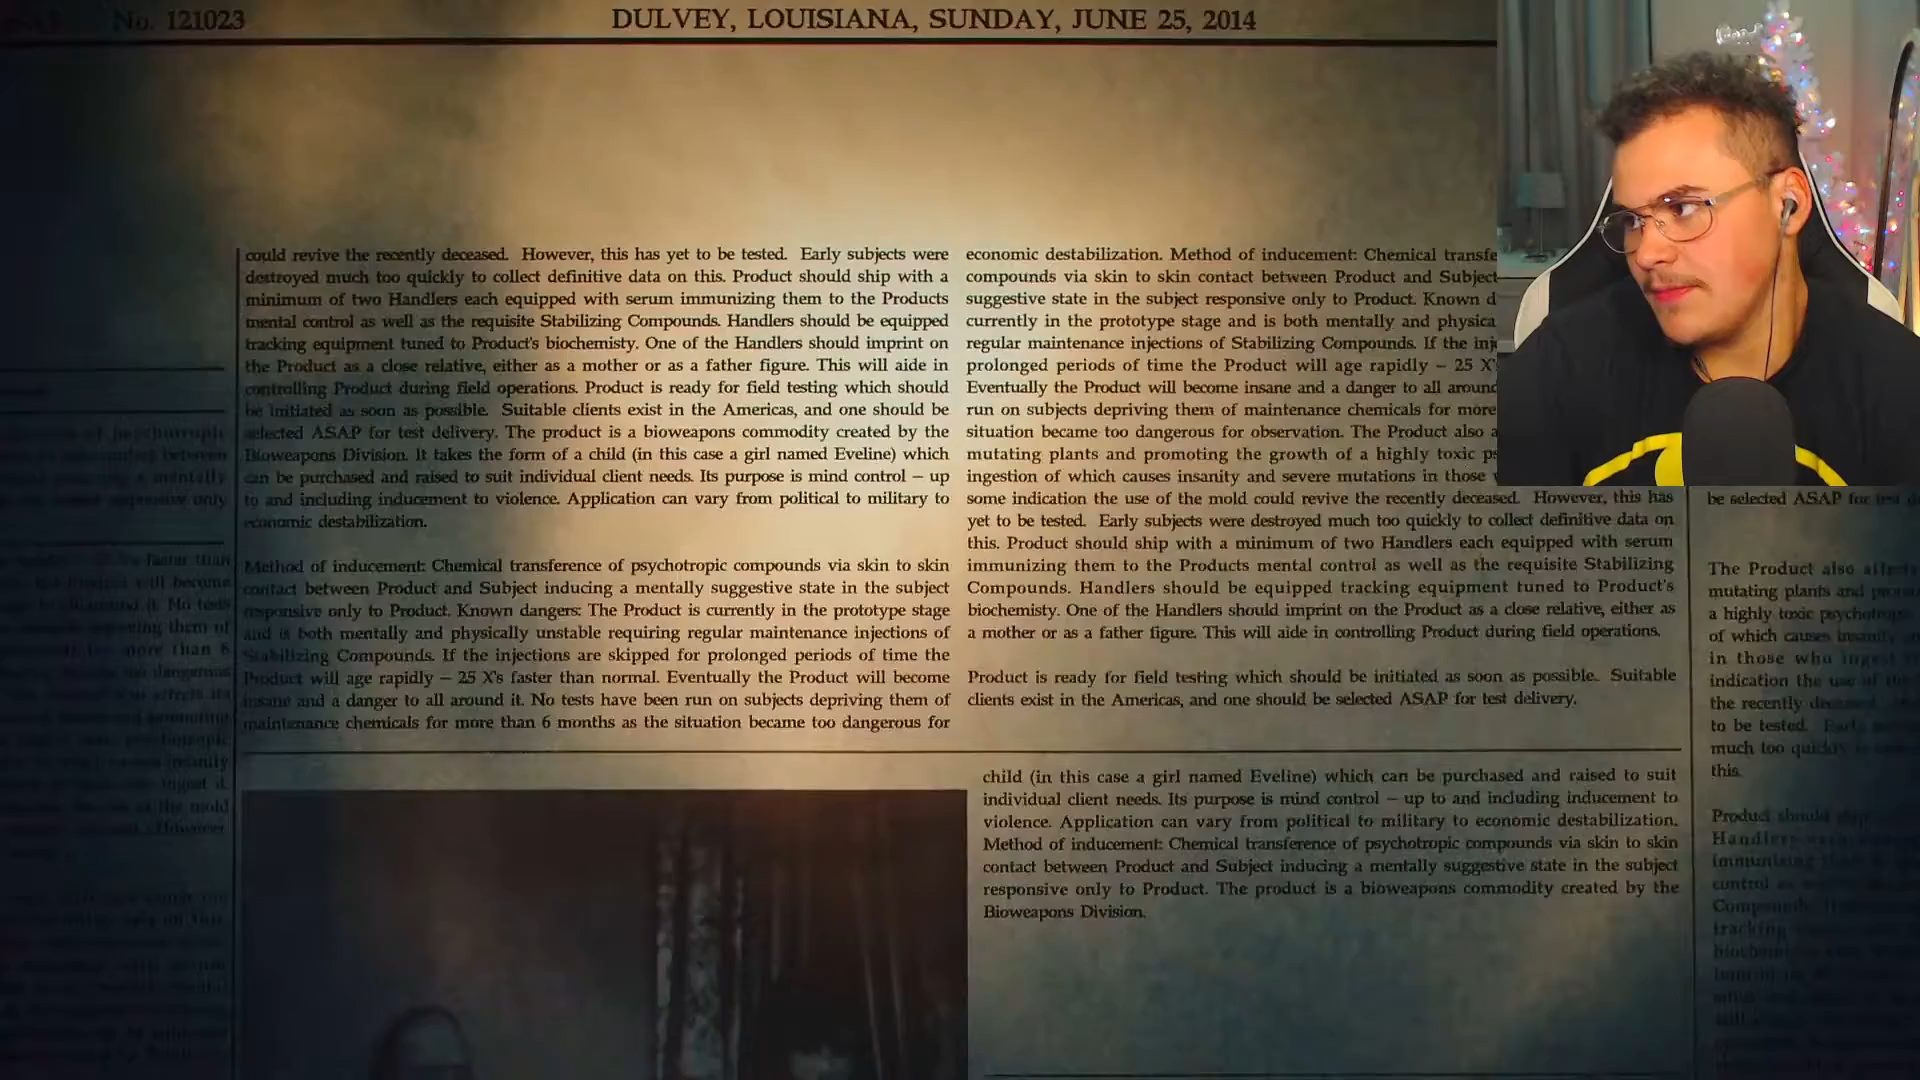 No. 121023
DULVEY, LOUISIANA, SUNDAY, JUNE 25, 2014
could revive the recently deceased. However, this has yet to be tested. Early subjects were
destroyed much too quickly to collect definitive data on this. Product should ship with a
minimum of two Handlers each equipped with serum immunizing them to the Products
mental control as well as the requisite Stabilizing Compounds. Handlers should be equipped
tracking equipment tuned to Product's biochemisty. One of the Handlers should imprint on
the Product as a close relative, either as a mother or as a father figure. This will aide in
controlling Product during field operations. Product is ready for field testing which should
be initiated as soon as possible. Suitable clients exist in the Americas, and one should be
selected ASAP for test delivery. The product is a bioweapons commodity created by the
Bioweapons Division. It takes the form of a child (in this case a girl named Eveline) which
can be purchased and raised to suit individual client needs. Its purpose is mind control – up
to and including inducement to violence. Application can vary from political to military to
economic destabilization.
Method of inducement: Chemical transference of psychotropic compounds via skin to skin
contact between Product and Subject inducing a mentally suggestive state in the subject
responsive only to Product. Known dangers: The Product is currently in the prototype stage
and is both mentally and physically unstable requiring regular maintenance injections of
Stabilizing Compounds. If the injections are skipped for prolonged periods of time the
Product will age rapidly – 25 X's faster than normal. Eventually the Product will become
insane and a danger to all around it. No tests have been run on subjects depriving them of
maintenance chemicals for more than 6 months as the situation became too dangerous for
economic destabilization. Method of inducement: Chemical transfe
compounds via skin to skin contact between Product and Subject
suggestive state in the subject responsive only to Product. Known d
currently in the prototype stage and is both mentally and physica
regular maintenance injections of Stabilizing Compounds. If the inj
prolonged periods of time the Product will age rapidly – 25 X'
Eventually the Product will become insane and a danger to all around
run on subjects depriving them of maintenance chemicals for more
situation became too dangerous for observation. The Product also a
mutating plants and promoting the growth of a highly toxic ps
ingestion of which causes insanity and severe mutations in those
some indication the use of the mold could revive the recently deceased. However, this has
yet to be tested. Early subjects were destroyed much too quickly to collect definitive data on
this. Product should ship with a minimum of two Handlers each equipped with serum
immunizing them to the Products mental control as well as the requisite Stabilizing
Compounds. Handlers should be equipped tracking equipment tuned to Product's
biochemistry. One of the Handlers should imprint on the Product as a close relative, either as
a mother or as a father figure. This will aide in controlling Product during field operations.
Product is ready for field testing which should be initiated as soon as possible. Suitable
clients exist in the Americas, and one should be selected ASAP for test delivery.
child (in this case a girl named Eveline) which can be purchased and raised to suit
individual client needs. Its purpose is mind control – up to and including inducement to
violence. Application can vary from political to military to economic destabilization.
Method of inducement: Chemical transference of psychotropic compounds via skin to skin
contact between Product and Subject inducing a mentally suggestive state in the subject
responsive only to Product. The product is a bioweapons commodity created by the
Bioweapons Division.
be selected ASAP for test d
The Product also affects
mutating plants and
a highly toxic
of which causes insanity
in those who ingest
indication the use of
the recently
to be tested. Early
much too quickly
this.
Product should
Handlers
immunizing
control as